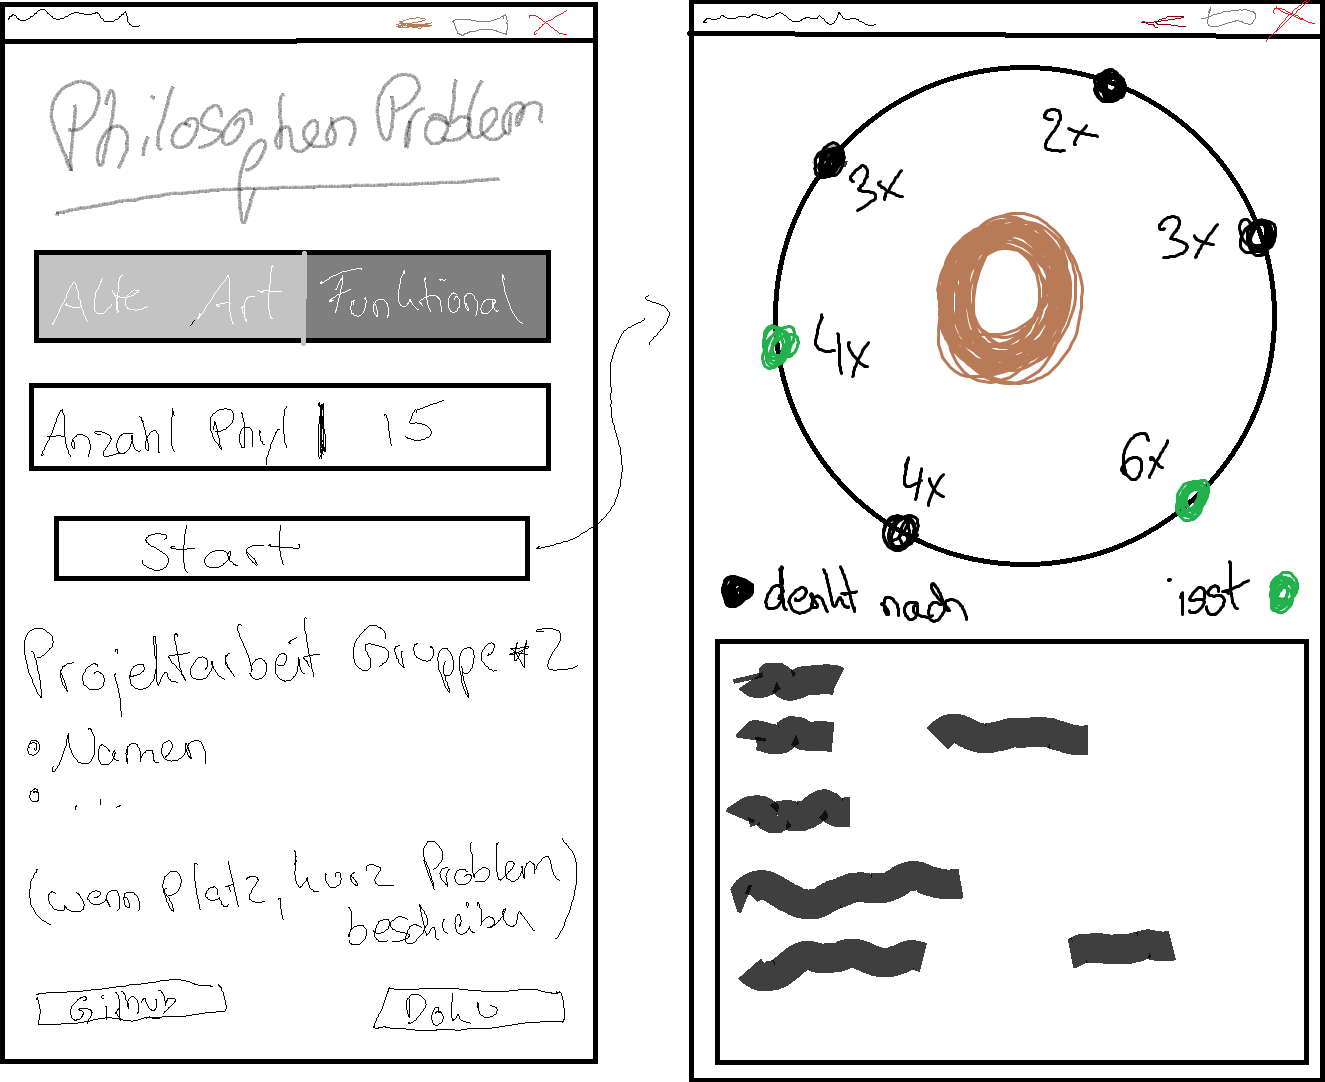 Philosophen Problem
Alte Art Funktional
Anzahl Phyl | 15
Start
Projektarbeit Gruppe #2
Namen
...
(wenn Platz, kurz Problem
beschreiben)
Github
Doku
2x
3x
3x
4x
6x
4x
denkt nach
isst